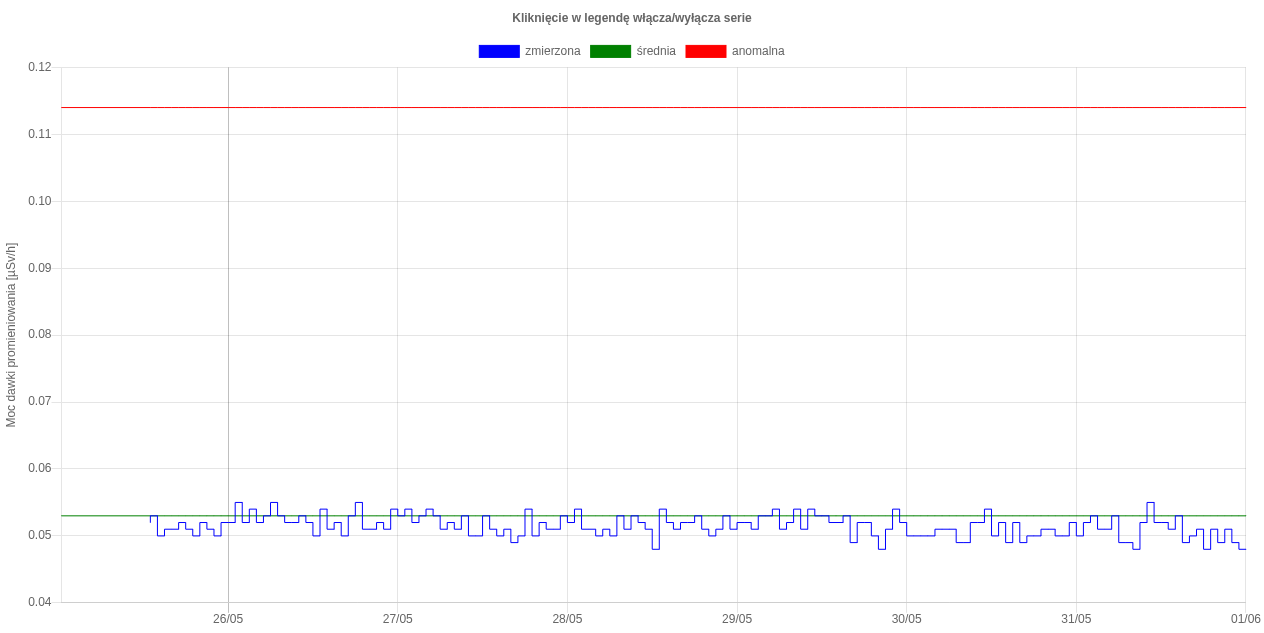 Kliknięcie w legendę włącza/wyłącza serie
zmierzona średnia anomalna
Moc dawki promieniowania [µSv/h]
0.12
0.11
0.10
0.09
0.08
0.07
0.06
0.05
0.04
26/05 27/05 28/05 29/05 30/05 31/05 01/06